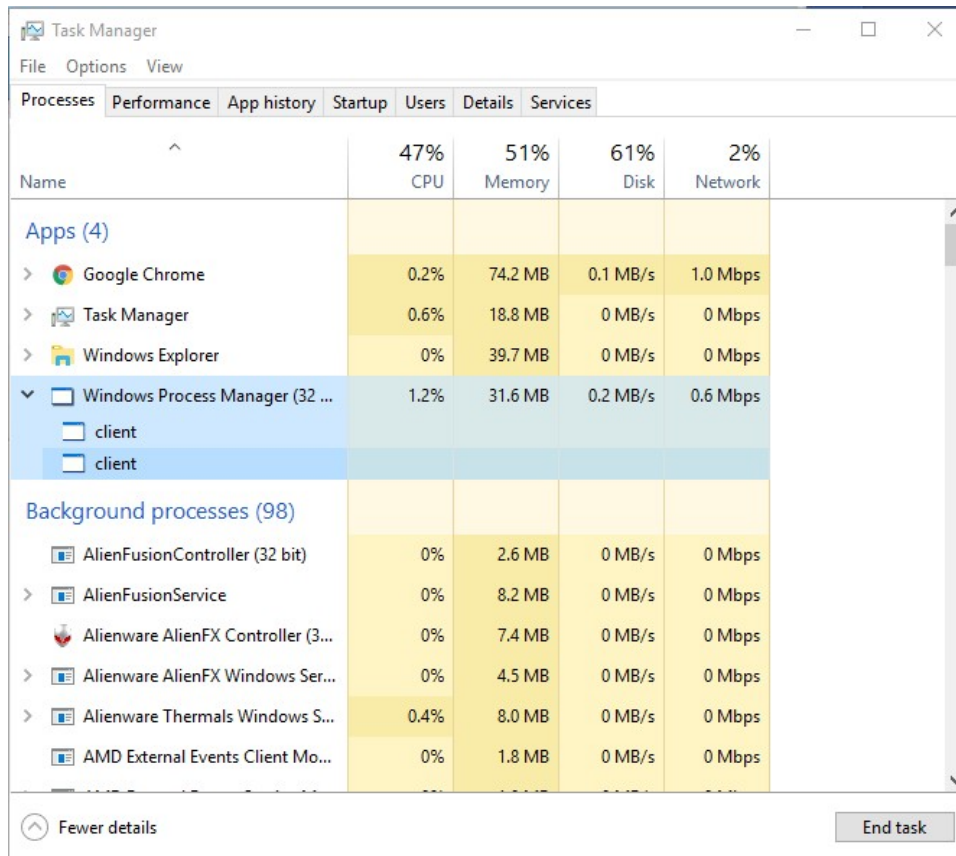 Task Manager
File Options View
Processes Performance App history Startup Users Details Services
47% 51% 61% 2%
Name CPU Memory Disk Network
Apps (4)
Google Chrome 0.2% 74.2 MB 0.1 MB/s 1.0 Mbps
Task Manager 0.6% 18.8 MB 0 MB/s 0 Mbps
Windows Explorer 0% 39.7 MB 0 MB/s 0 Mbps
Windows Process Manager (32 ... 1.2% 31.6 MB 0.2 MB/s 0.6 Mbps
client
client
Background processes (98)
AlienFusionController (32 bit) 0% 2.6 MB 0 MB/s 0 Mbps
AlienFusionService 0% 8.2 MB 0 MB/s 0 Mbps
Alienware AlienFX Controller (3... 0% 7.4 MB 0 MB/s 0 Mbps
Alienware AlienFX Windows Ser... 0% 4.5 MB 0 MB/s 0 Mbps
Alienware Thermals Windows S... 0.4% 8.0 MB 0 MB/s 0 Mbps
AMD External Events Client Mo... 0% 1.8 MB 0 MB/s 0 Mbps
Fewer details End task